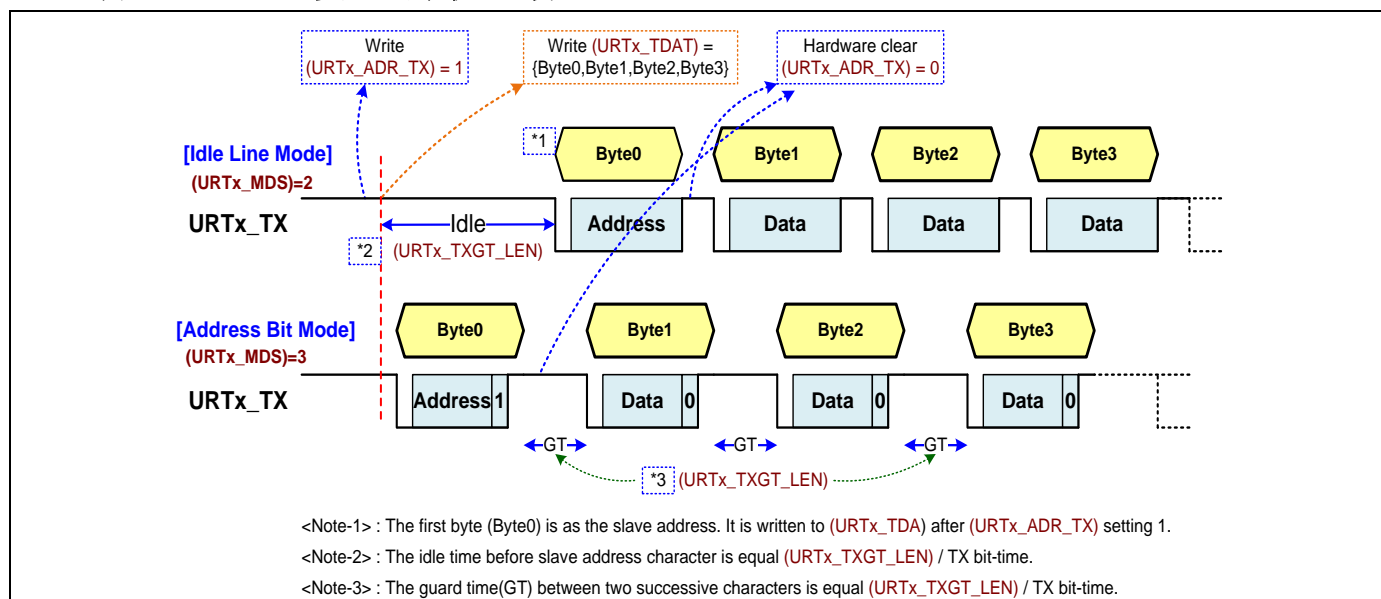 Write
(URTx_ADR_TX) = 1
Write (URTx_TDAT) =
{Byte0,Byte1,Byte2,Byte3}
Hardware clear
(URTx_ADR_TX) = 0
*1
Byte0
Byte1
Byte2
Byte3
[Idle Line Mode]
(URTx_MDS)=2
URTx_TX
Idle
Address
Data
Data
Data
*2
(URTx_TXGT_LEN)
Byte0
Byte1
Byte2
Byte3
[Address Bit Mode]
(URTx_MDS)=3
URTx_TX
Address 1
Data 0
Data 0
Data 0
GT
GT
GT
*3 (URTx_TXGT_LEN)
<Note-1> : The first byte (Byte0) is as the slave address. It is written to (URTx_TDA) after (URTx_ADR_TX) setting 1.
<Note-2> : The idle time before slave address character is equal (URTx_TXGT_LEN) / TX bit-time.
<Note-3> : The guard time(GT) between two successive characters is equal (URTx_TXGT_LEN) / TX bit-time.